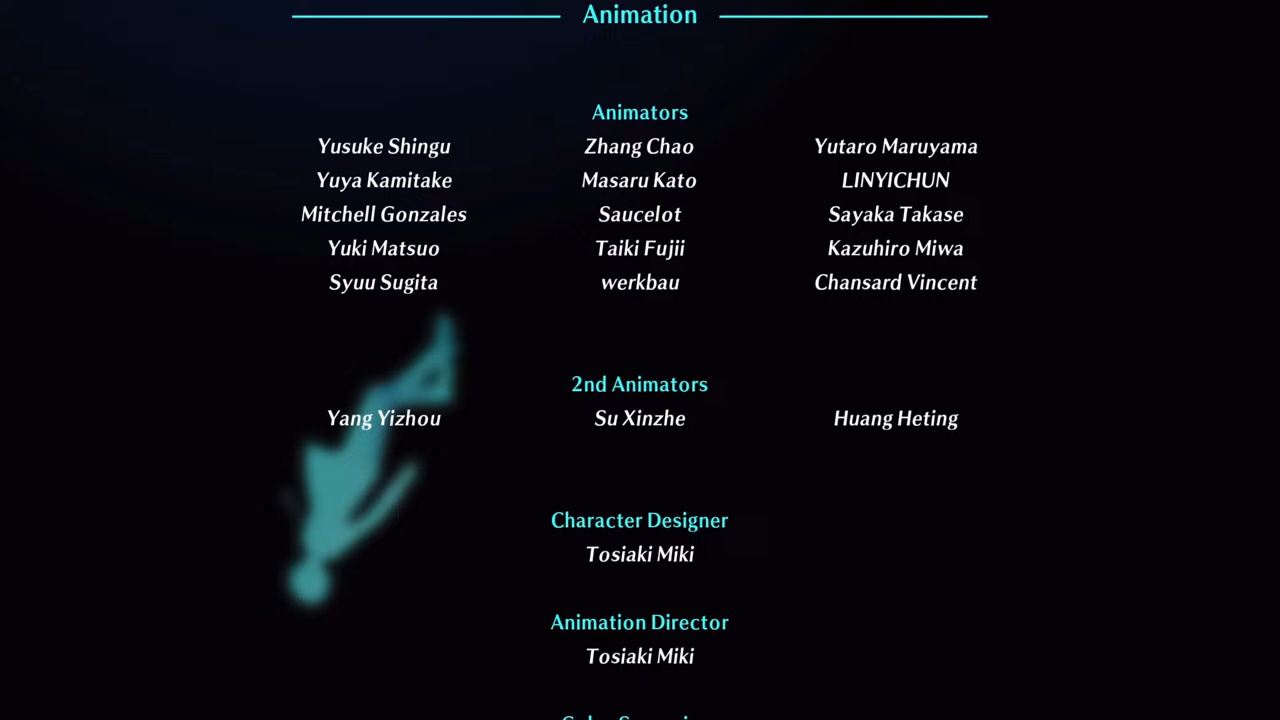 Animation
Animators
Yusuke Shingu Zhang Chao Yutaro Maruyama
Yuya Kamitake Masaru Kato LINYICHUN
Mitchell Gonzales Saucelot Sayaka Takase
Yuki Matsuo Taiki Fujii Kazuhiro Miwa
Syuu Sugita werkbau Chansard Vincent
2nd Animators
Yang Yizhou Su Xinzhe Huang Heting
Character Designer
Tosiaki Miki
Animation Director
Tosiaki Miki